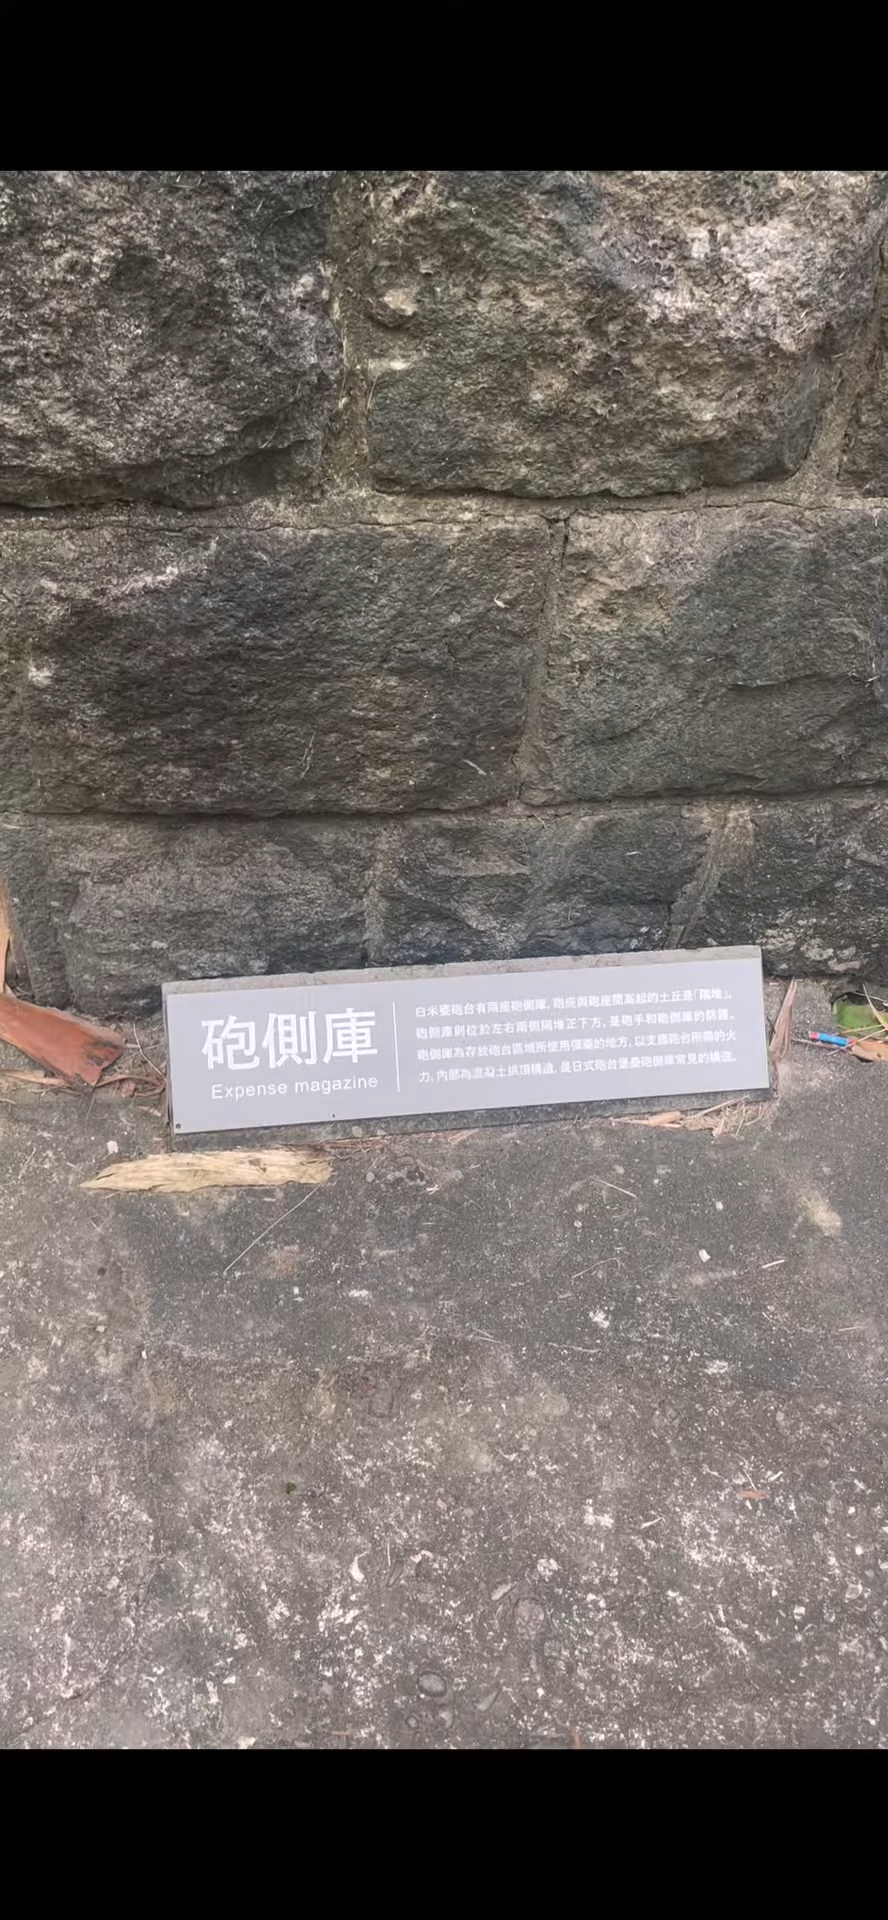 砲側庫
Expense magazine
白米甕砲台有兩座砲側庫，砲座與砲座間高起的土丘是「隔堆」，
砲側庫則位於左右兩側隔堆正下方，是砲手和砲側庫的防護。
砲側庫為存放砲台區域所使用彈藥的地方，以支應砲台所需的火
力，內部為混凝土拱頂構造，是日式砲台堡壘砲側庫常見的構造。